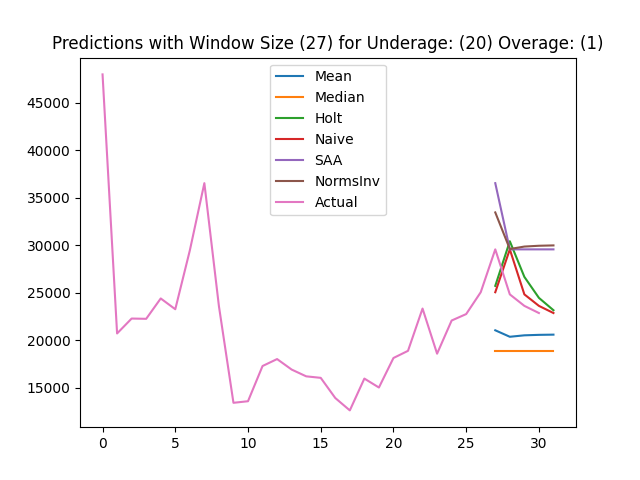 Predictions with Window Size (27) for Underage: (20) Overage: (1)
Mean
Median
Holt
Naive
SAA
NormsInv
Actual
45000
40000
35000
30000
25000
20000
15000
0 5 10 15 20 25 30